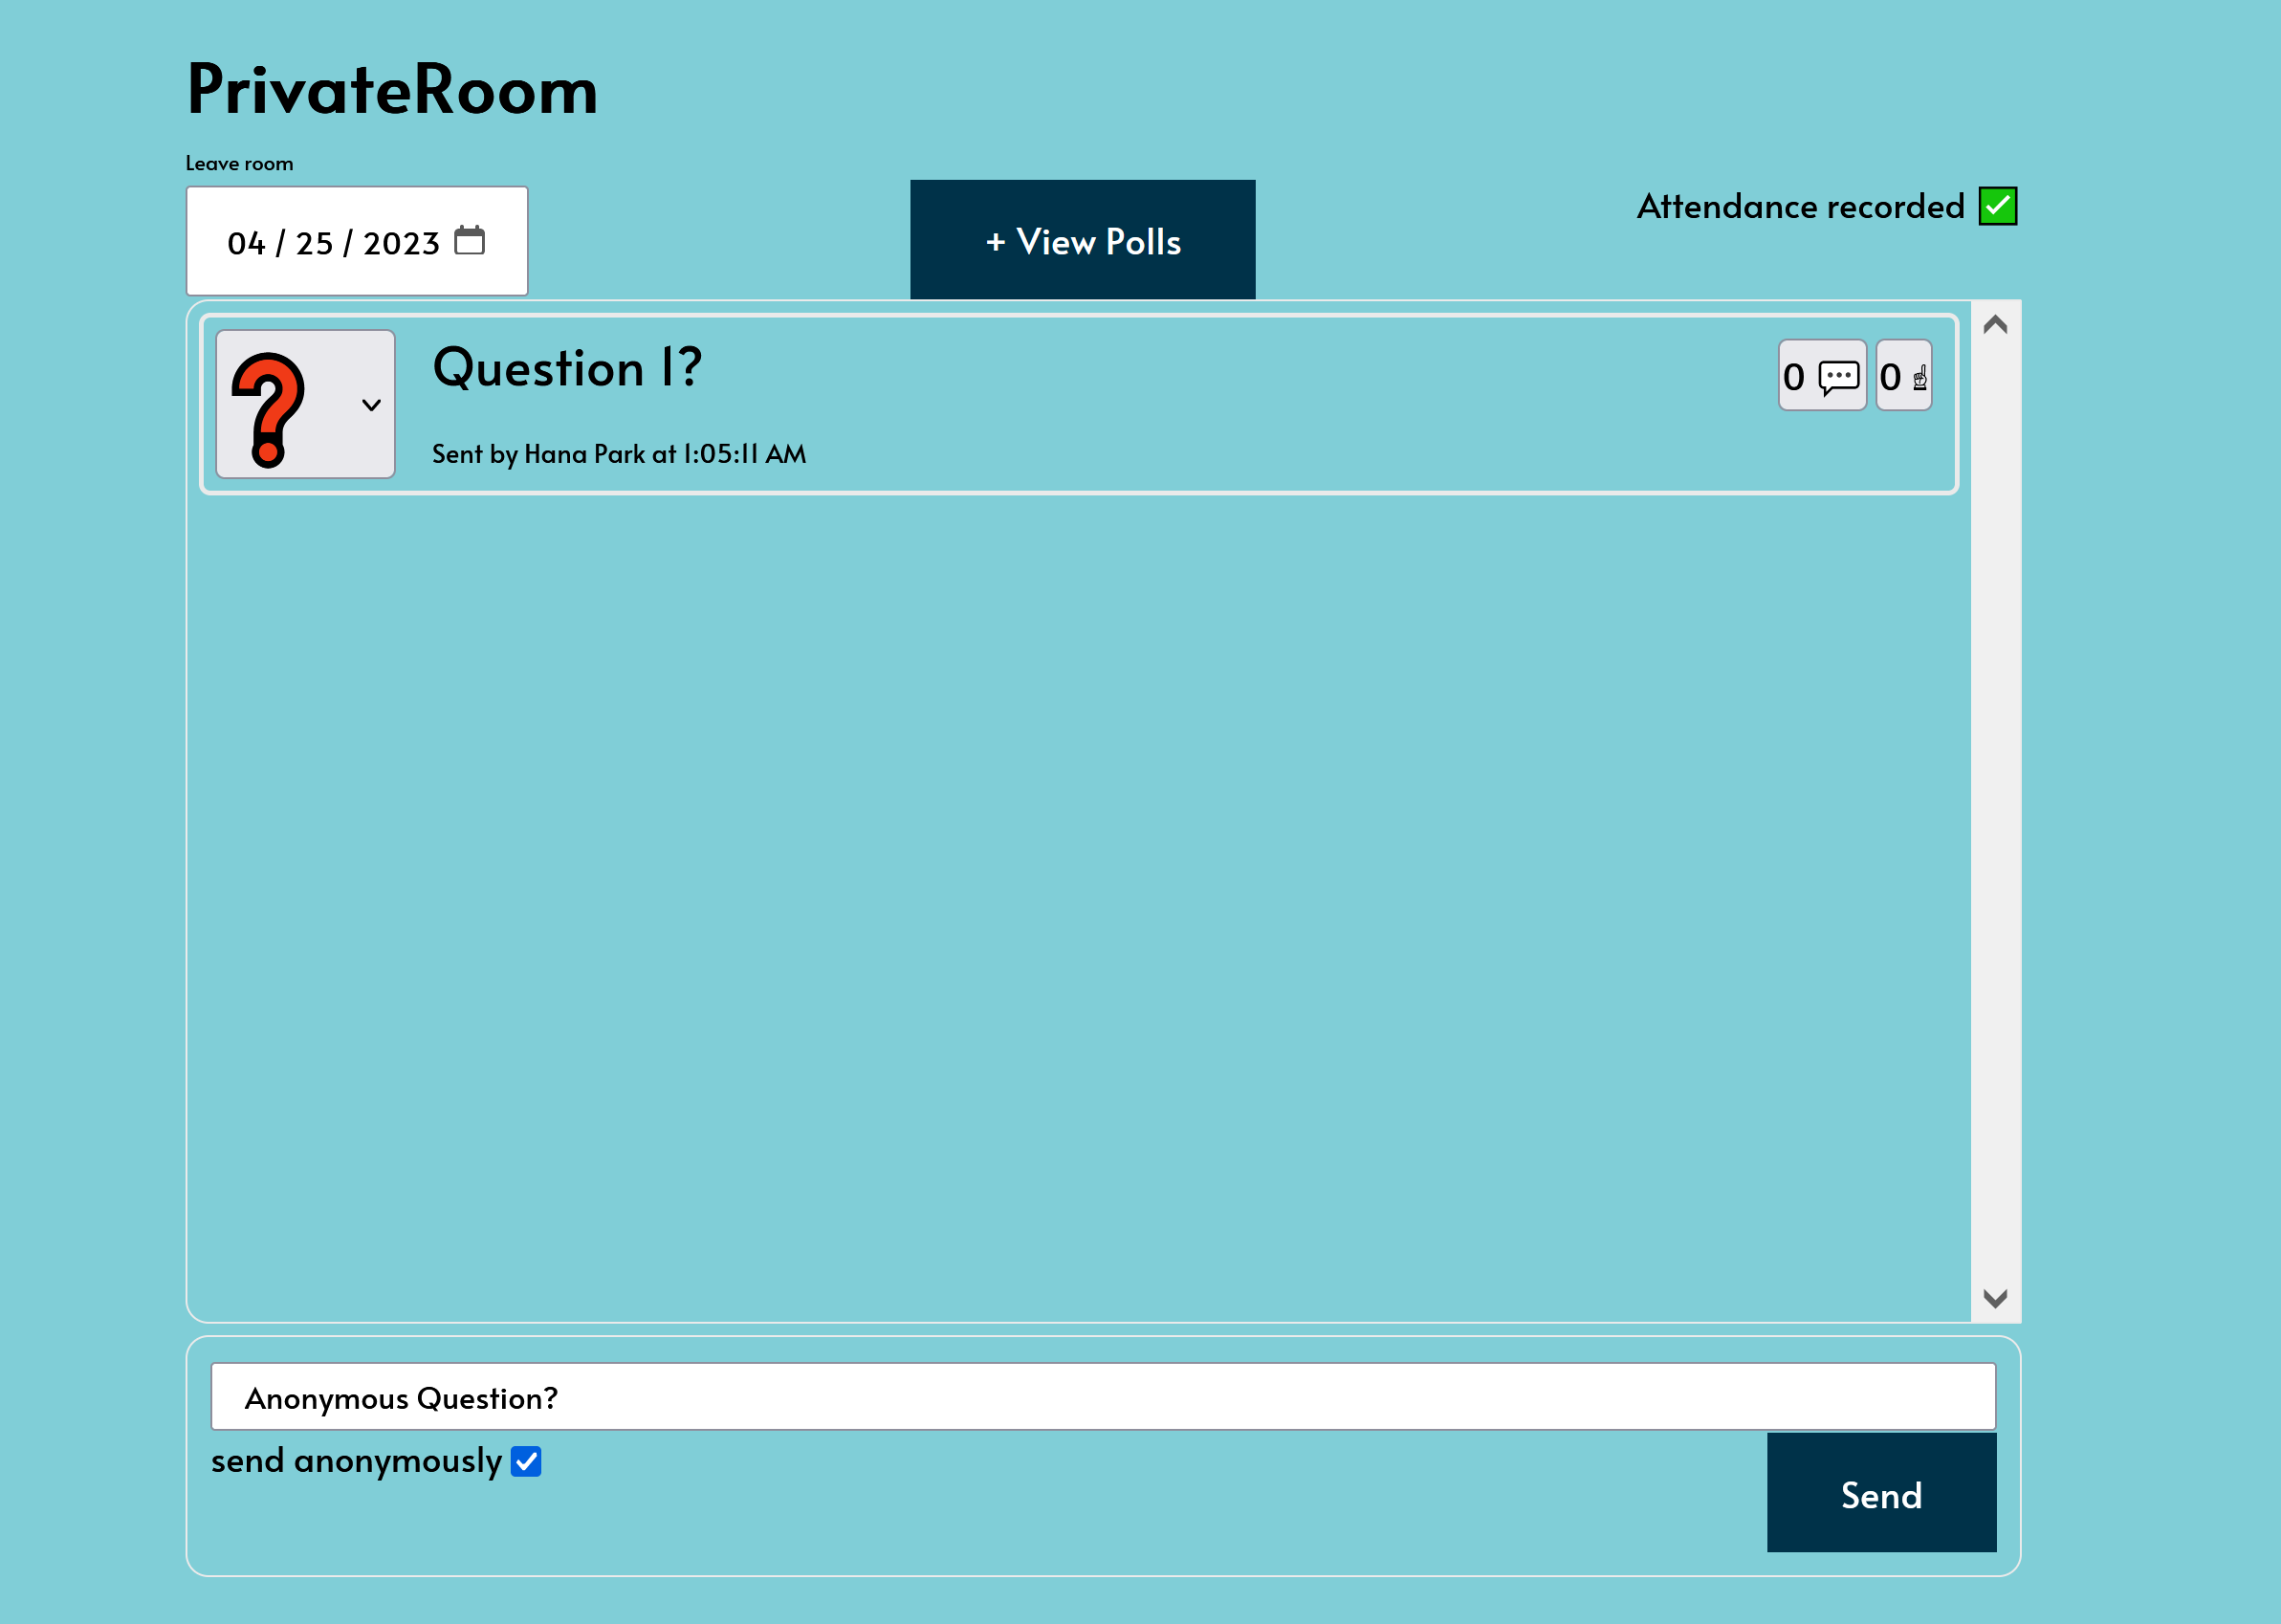 PrivateRoom
Leave room
04 / 25 / 2023
+ View Polls
Attendance recorded
Question 1?
0
0
Sent by Hana Park at 1:05:11 AM
Anonymous Question?
send anonymously
Send